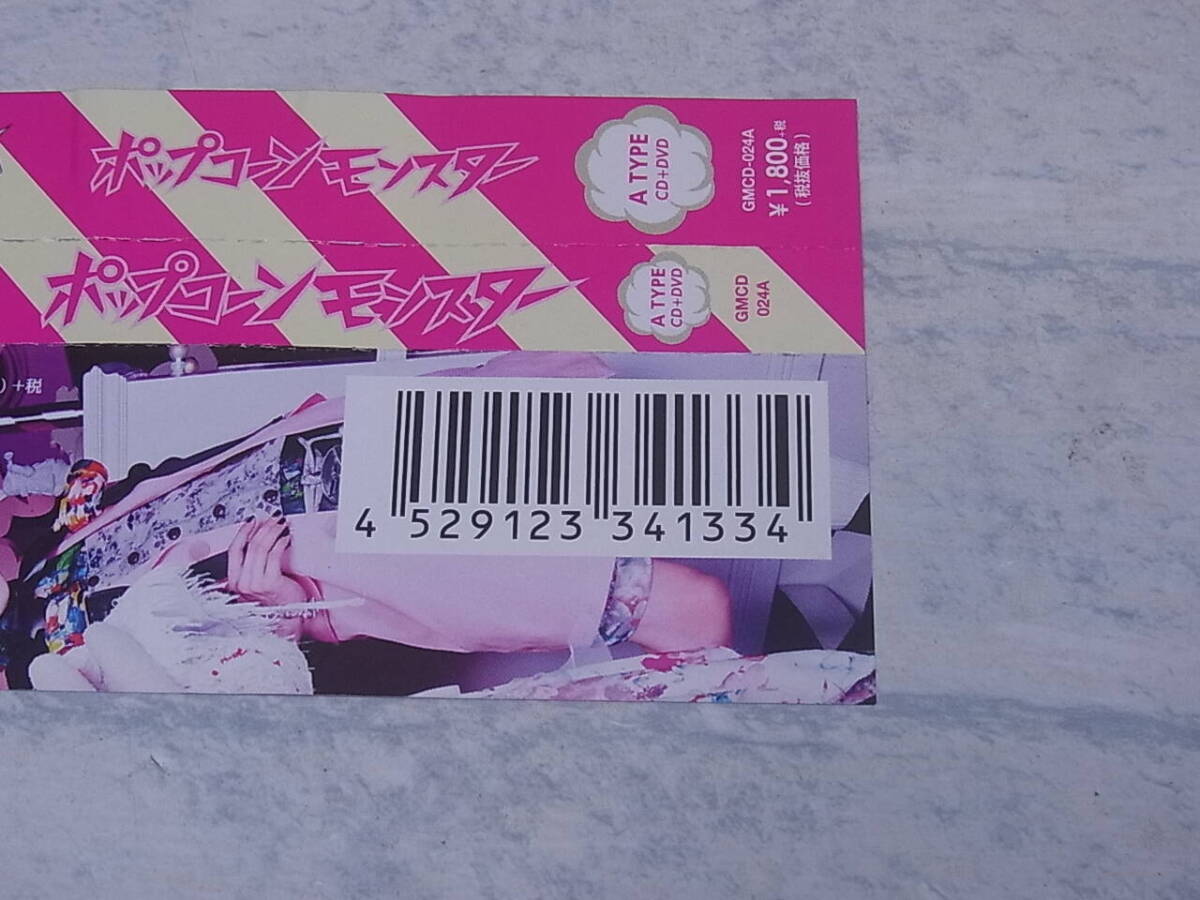 ポップコーンモンスター
A TYPE
CD+DVD
GMCD-024A
¥1,800+税
(税抜価格)
ポップコーンモンスター
A TYPE
CD+DVD
GMCD
024A
)+税
4 529123 341334